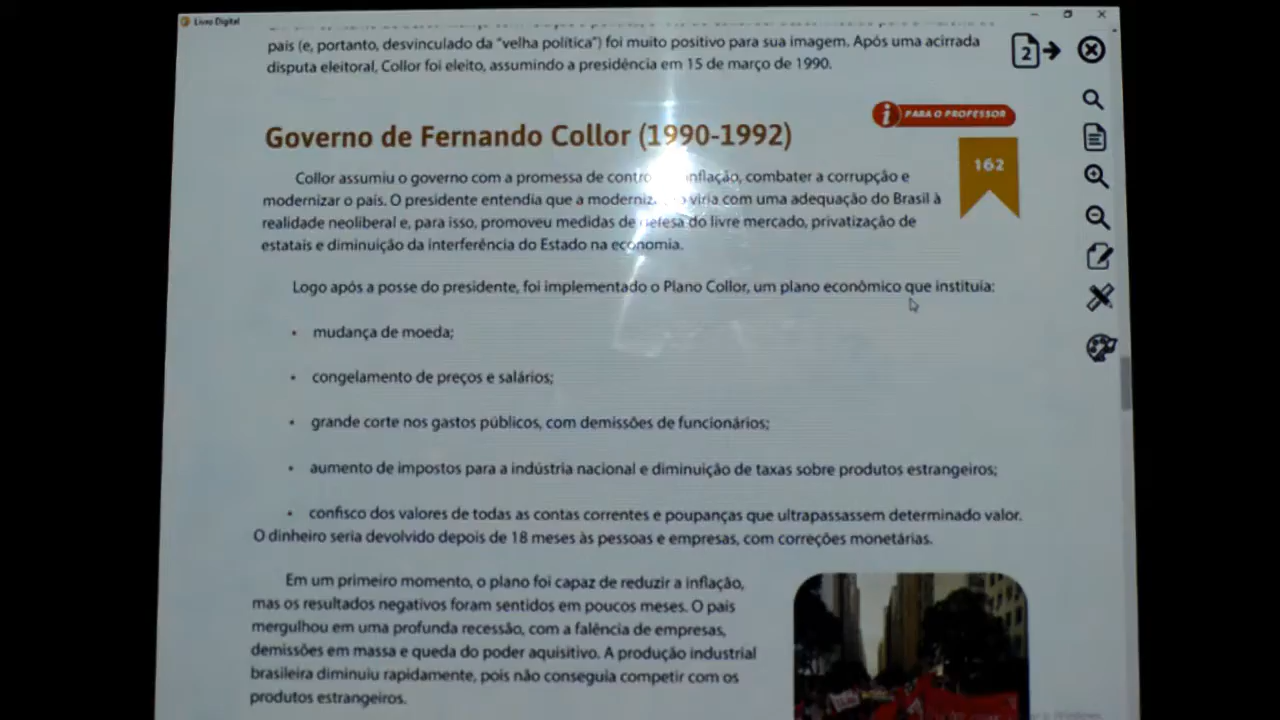 Livro Digital
país (e, portanto, desvinculado da "velha política") foi muito positivo para sua imagem. Após uma acirrada
disputa eleitoral, Collor foi eleito, assumindo a presidência em 15 de março de 1990.
2
PARA O PROFESSOR
Governo de Fernando Collor (1990-1992)
162
Collor assumiu o governo com a promessa de contro inflação, combater a corrupção e
modernizar o país. O presidente entendia que a moderniz viria com uma adequação do Brasil à
realidade neoliberal e, para isso, promoveu medidas de defesa do livre mercado, privatização de
estatais e diminuição da interferência do Estado na economia.
Logo após a posse do presidente, foi implementado o Plano Collor, um plano econômico que instituía:
• mudança de moeda;
• congelamento de preços e salários;
• grande corte nos gastos públicos, com demissões de funcionários;
• aumento de impostos para a indústria nacional e diminuição de taxas sobre produtos estrangeiros;
• confisco dos valores de todas as contas correntes e poupanças que ultrapassassem determinado valor.
O dinheiro seria devolvido depois de 18 meses às pessoas e empresas, com correções monetárias.
Em um primeiro momento, o plano foi capaz de reduzir a inflação,
mas os resultados negativos foram sentidos em poucos meses. O país
mergulhou em uma profunda recessão, com a falência de empresas,
demissões em massa e queda do poder aquisitivo. A produção industrial
brasileira diminuiu rapidamente, pois não conseguia competir com os
produtos estrangeiros.